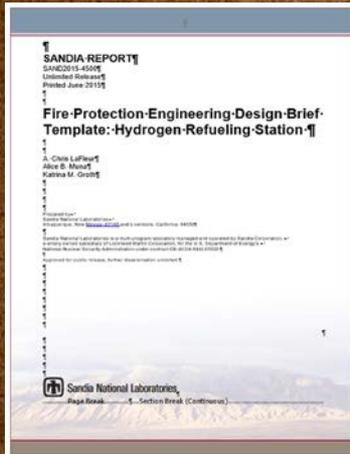 SANDIA REPORT¶
SAND2015-4500¶
Unlimited Release¶
Printed June 2015¶
Fire·Protection·Engineering·Design·Brief·
Template:·Hydrogen·Refueling·Station·¶
A.·Chris·LaFleur¶
Alice·B.·Muna¶
Katrina·M.·Groth¶
Prepared by
Sandia National Laboratories
Albuquerque, New Mexico 87185 and Livermore, California 94550
Approved for public release; further dissemination unlimited.¶
Sandia National Laboratories
Page Break ¶ Section Break (Continuous)